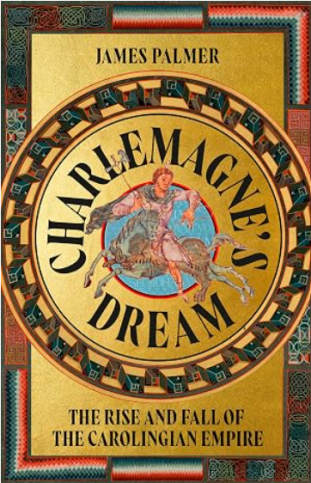 JAMES PALMER
CHARLEMAGNE'S
DREAM
THE RISE AND FALL OF
THE CAROLINGIAN EMPIRE